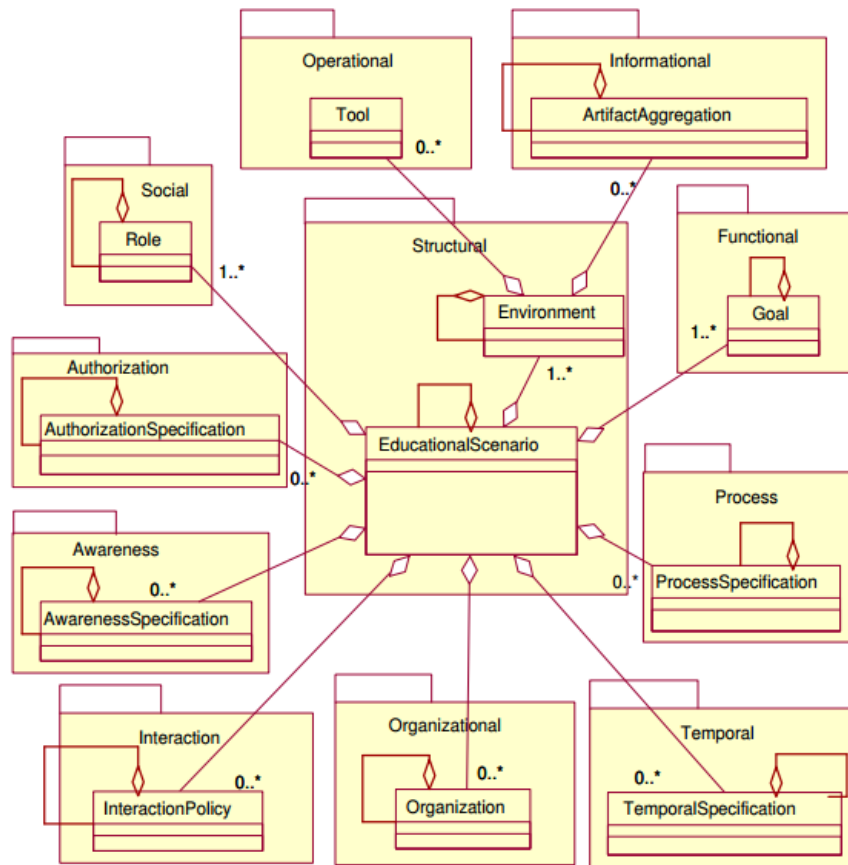 Operational
Tool
0..*
Informational
ArtifactAggregation
0..*
Social
Role
1..*
Structural
Environment
1..*
EducationalScenario
Functional
Goal
1..*
Authorization
AuthorizationSpecification
0..*
Process
ProcessSpecification
0..*
Awareness
0..*
AwarenessSpecification
Interaction
0..*
InteractionPolicy
Organizational
0..*
Organization
Temporal
0..*
TemporalSpecification